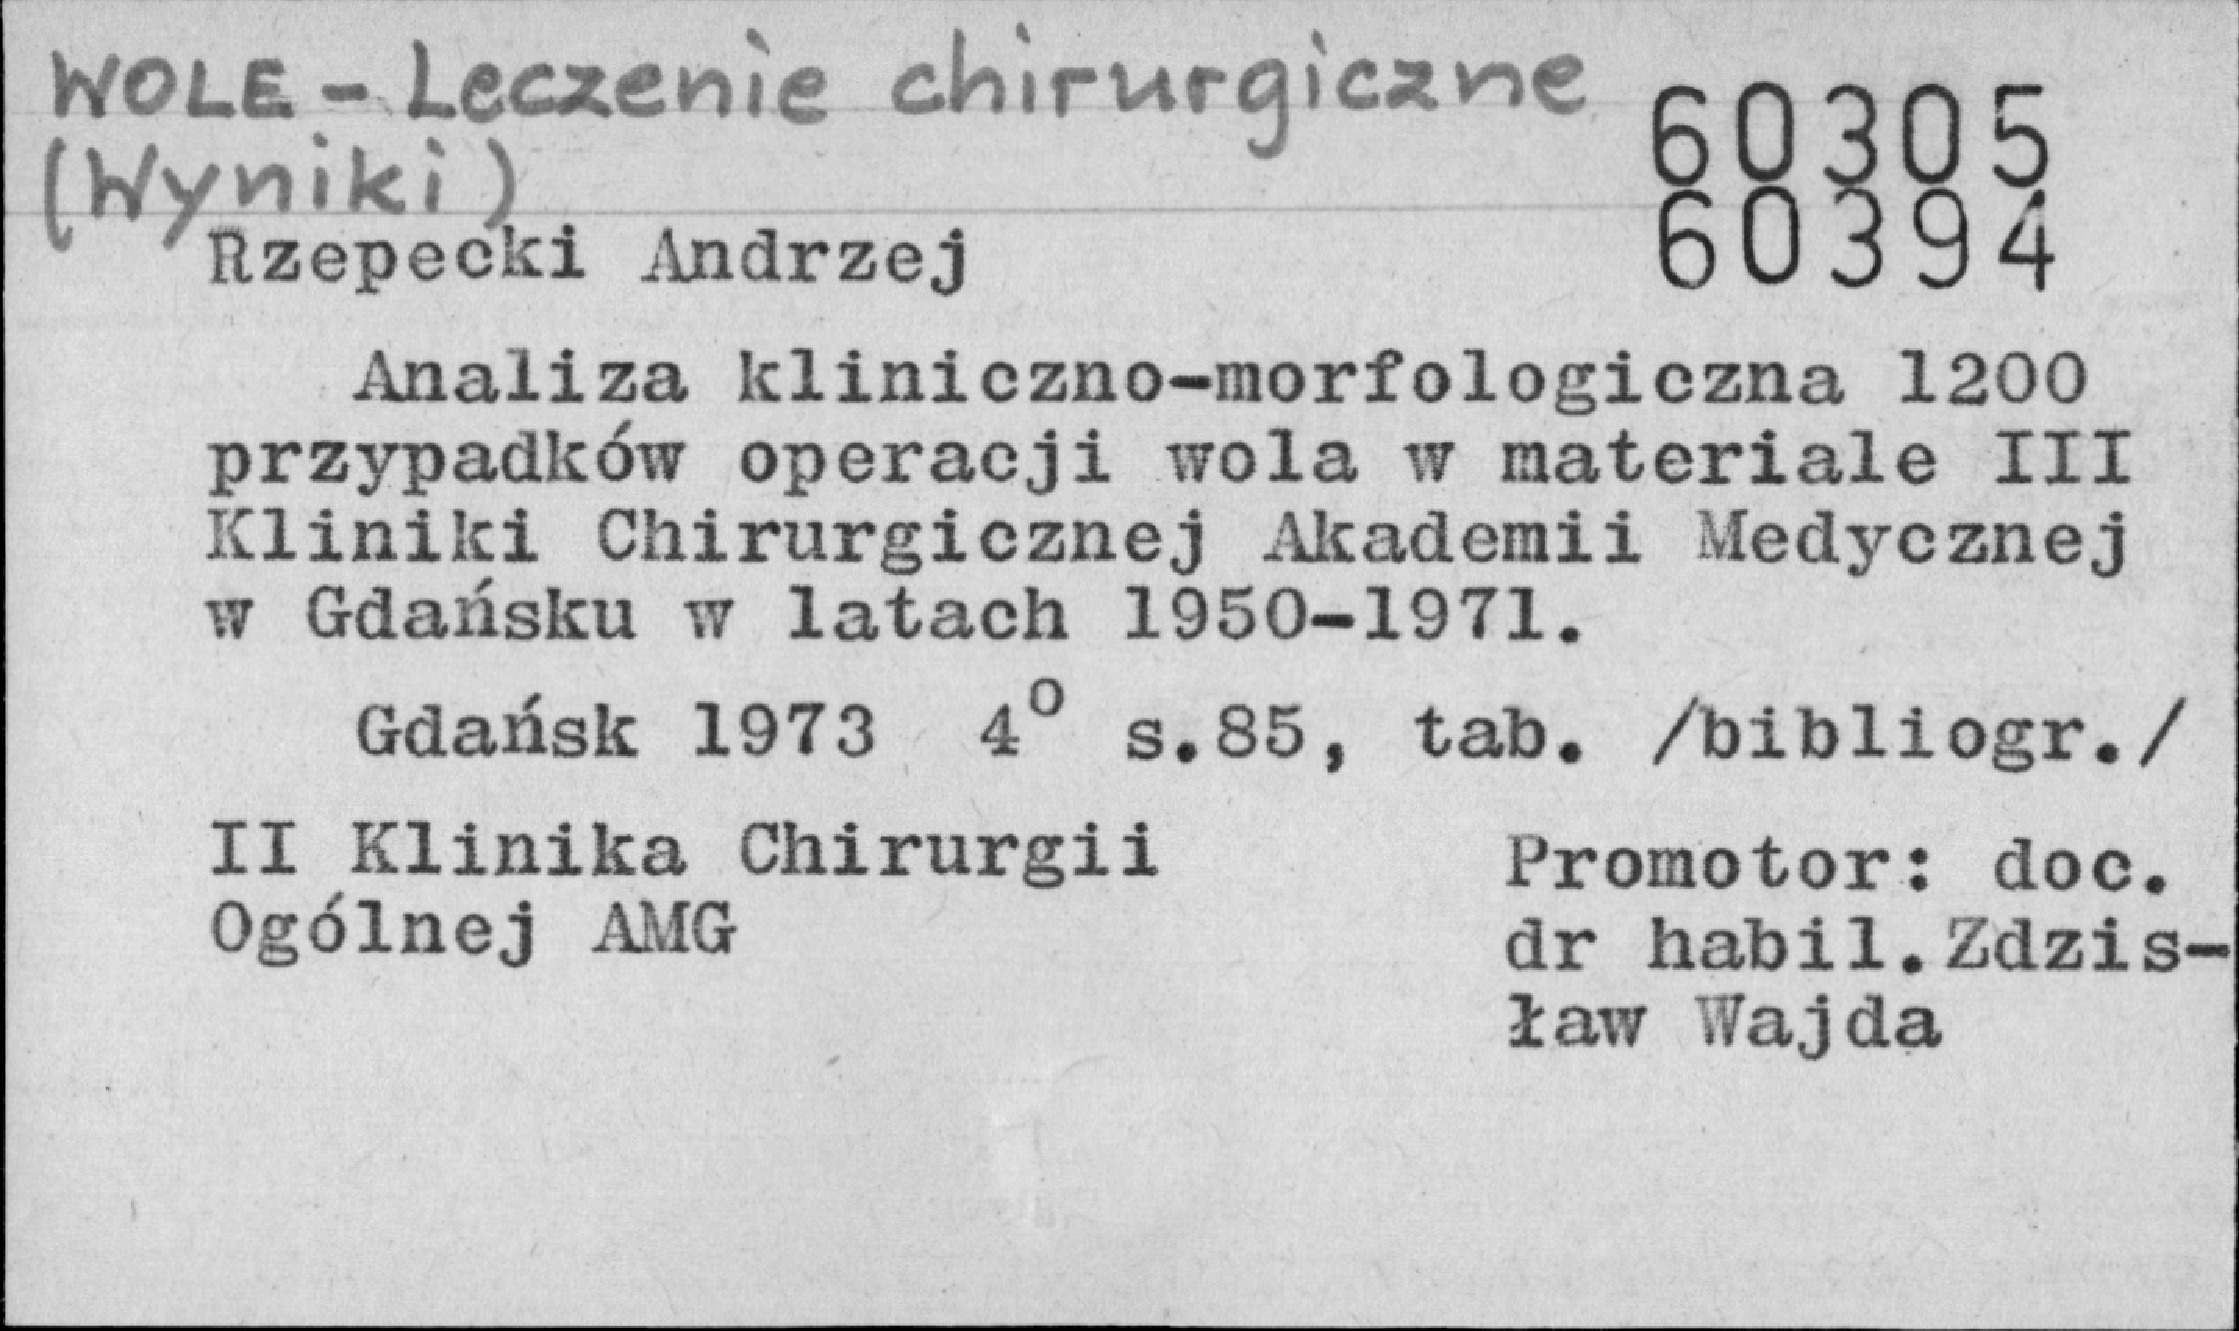 WOLE - Leczenie chirurgiczne
(Wyniki)
60305
60394
Rzepecki Andrzej
Analiza kliniczno-morfologiczna 1200
przypadków operacji wola w materiale III
Kliniki Chirurgicznej Akademii Medycznej
w Gdańsku w latach 1950-1971.
Gdańsk 1973 4⁰ s.85, tab. /bibliogr./
II Klinika Chirurgii
Ogólnej AMG
Promotor: doc.
dr habil.Zdzis-
ław Wajda